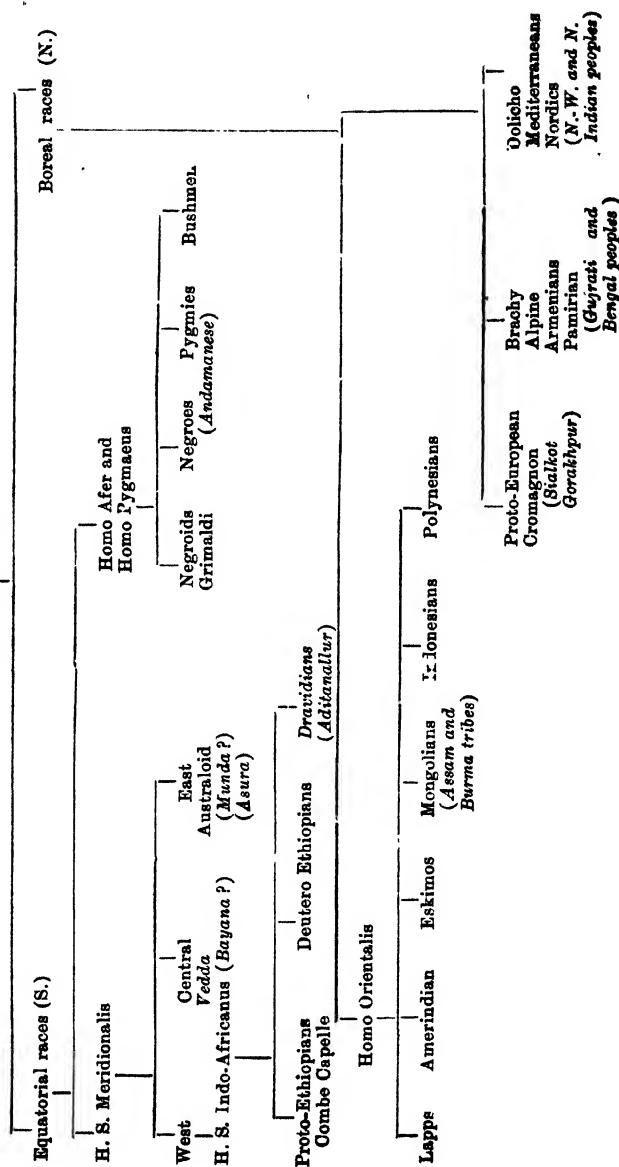 Equatorial races (S.)
Boreal races (N.)
H. S. Meridionalis
Homo Afer and
Homo Pygmaeus
West
Central
Vedda
East
Australoid
(Munda ?)
(Asura)
Negroids
Grimaldi
Negroes
Pygmies
(Andamanese)
Bushmen
H. S. Indo-Africanus (Bayana ?)
Proto-Ethiopians
Combe Capelle
Deutero Ethiopians
Dravidians
(Aditanallur)
Homo Orientalis
Lapps
Amerindian
Eskimos
Mongolians
(Assam and
Burma tribes)
Indonesians
Polynesians
Proto-European
Cromagnon
(Sialkot
Gorakhpur)
Brachy
Alpine
Armenians
Pamirian
(Gujrati and
Bengal peoples)
Dolicho
Mediterraneans
Nordics
(N.-W. and N.
Indian peoples)